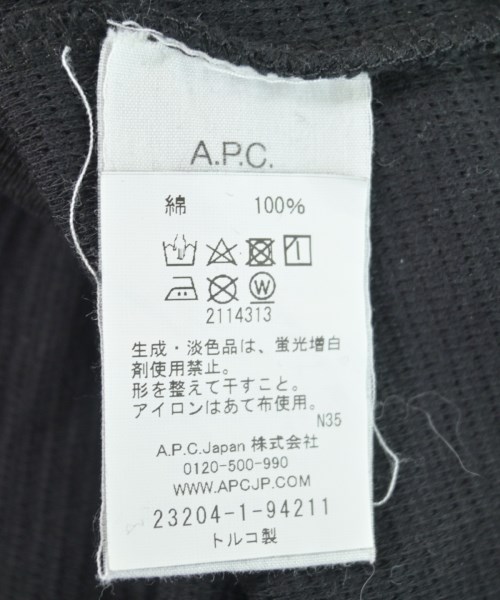 A.P.C.
綿 100%
W
2114313
生成・淡色品は、蛍光増白
剤使用禁止。
形を整えて干すこと。
アイロンはあて布使用。
N35
A.P.C.Japan 株式会社
0120-500-990
WWW.APCJP.COM
23204-1-94211
トルコ製